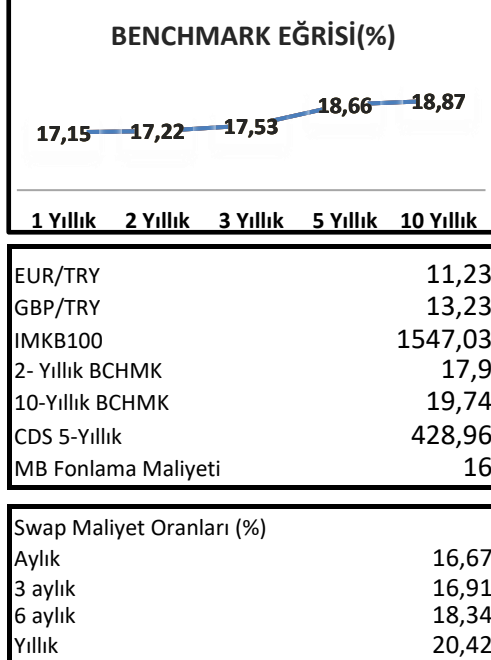 BENCHMARK EĞRİSİ(%)
17,15 17,22 17,53 18,66 18,87
1 Yıllık 2 Yıllık 3 Yıllık 5 Yıllık 10 Yıllık
EUR/TRY 11,23
GBP/TRY 13,23
IMKB100 1547,03
2- Yıllık BCHMK 17,9
10-Yıllık BCHMK 19,74
CDS 5-Yıllık 428,96
MB Fonlama Maliyeti 16
Swap Maliyet Oranları (%)
Aylık 16,67
3 aylık 16,91
6 aylık 18,34
Yıllık 20,42